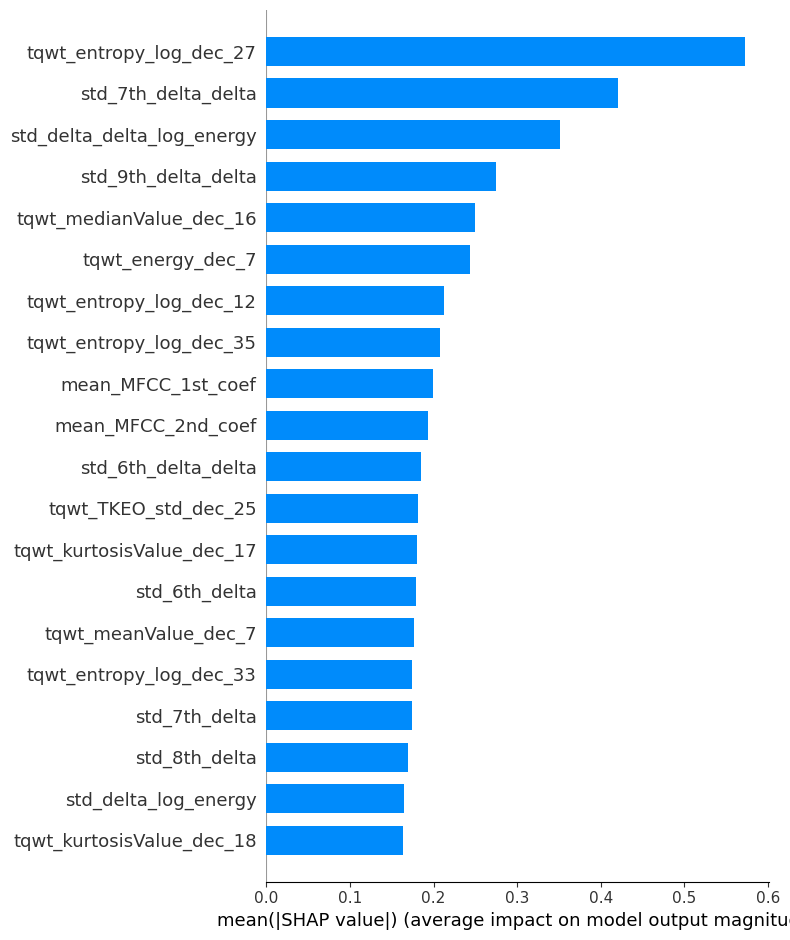 tqwt_entropy_log_dec_27
std_7th_delta_delta
std_delta_delta_log_energy
std_9th_delta_delta
tqwt_medianValue_dec_16
tqwt_energy_dec_7
tqwt_entropy_log_dec_12
tqwt_entropy_log_dec_35
mean_MFCC_1st_coef
mean_MFCC_2nd_coef
std_6th_delta_delta
tqwt_TKEO_std_dec_25
tqwt_kurtosisValue_dec_17
std_6th_delta
tqwt_meanValue_dec_7
tqwt_entropy_log_dec_33
std_7th_delta
std_8th_delta
std_delta_log_energy
tqwt_kurtosisValue_dec_18
0.0 0.1 0.2 0.3 0.4 0.5 0.6
mean(|SHAP value|) (average impact on model output